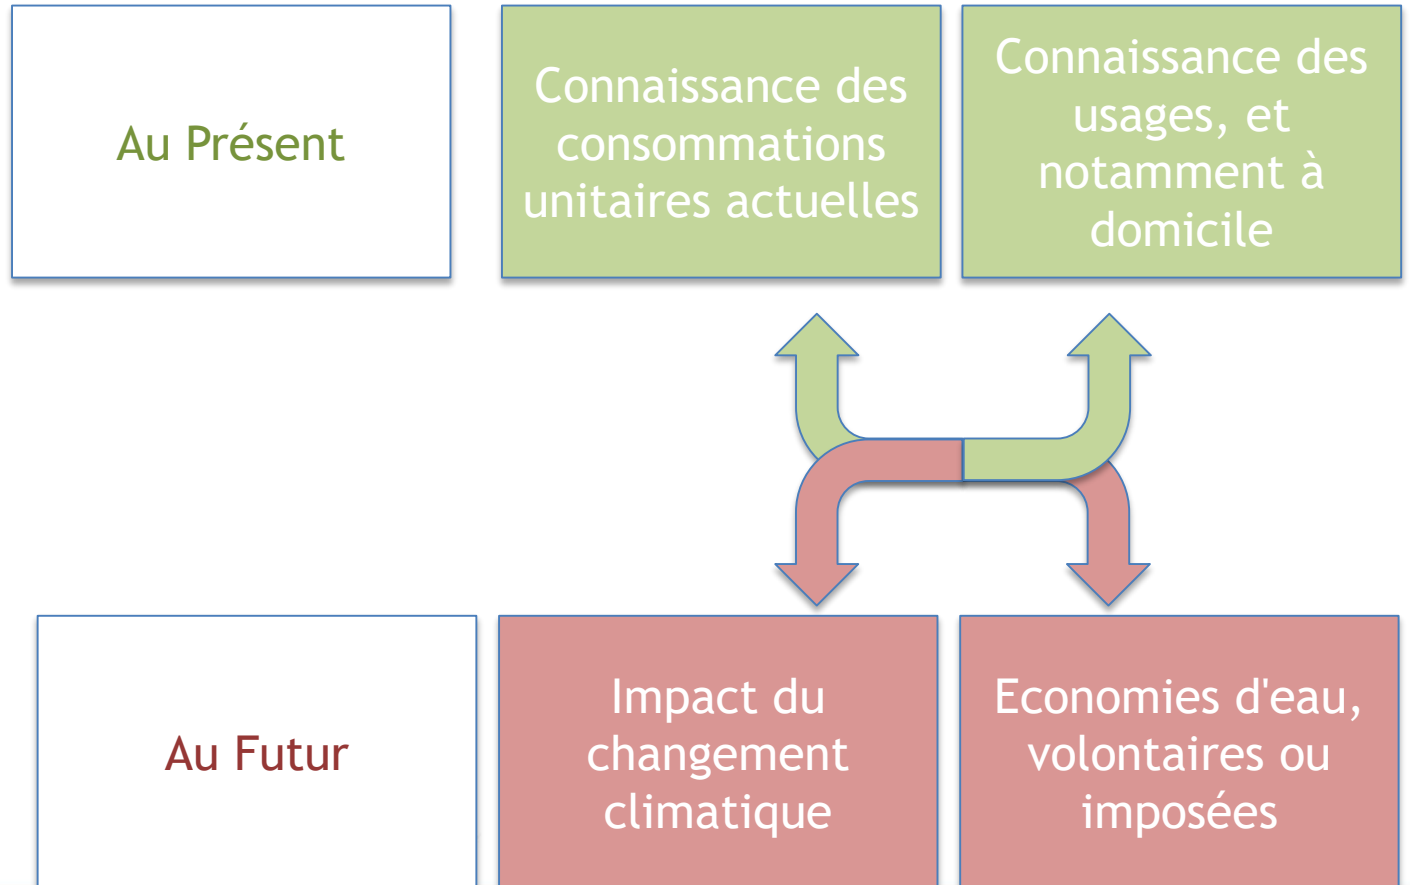 Au Présent
Connaissance des
consommations
unitaires actuelles
Connaissance des
usages, et
notamment à
domicile
Au Futur
Impact du
changement
climatique
Economies d'eau,
volontaires ou
imposées